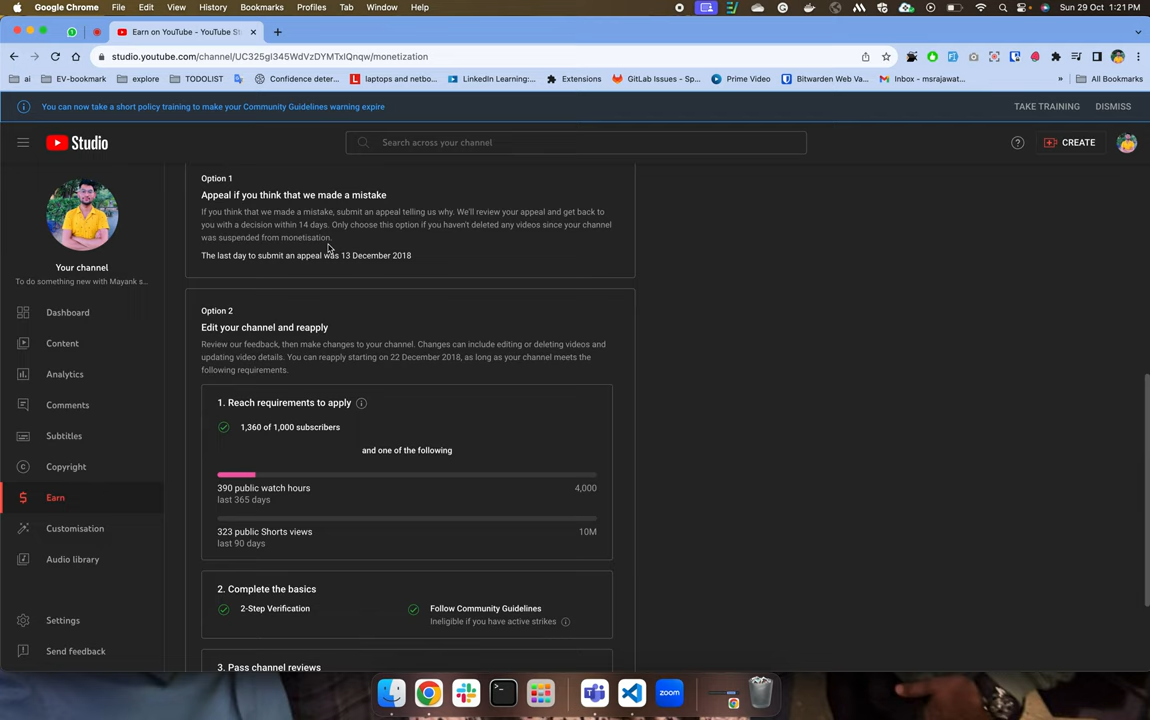 Google Chrome File Edit View History Bookmarks Profiles Tab Window Help Sun 29 Oct 1:21 PM
Earn on YouTube - YouTube St
studio.youtube.com/channel/UC325gI345WdVzDYMTxlQnqw/monetization
ai EV-bookmark explore TODOLIST Confidence deter... laptops and netbo... LinkedIn Learning:... Extensions GitLab Issues - Sp... Prime Video Bitwarden Web Va... Inbox - msrajawat... » All Bookmarks
You can now take a short policy training to make your Community Guidelines warning expire TAKE TRAINING DISMISS
Studio Search across your channel CREATE
Your channel
To do something new with Mayank s...
Dashboard
Content
Analytics
Comments
Subtitles
Copyright
Earn
Customisation
Audio library
Settings
Send feedback
Option 1
Appeal if you think that we made a mistake
If you think that we made a mistake, submit an appeal telling us why. We'll review your appeal and get back to
you with a decision within 14 days. Only choose this option if you haven't deleted any videos since your channel
was suspended from monetisation.
The last day to submit an appeal was 13 December 2018
Option 2
Edit your channel and reapply
Review our feedback, then make changes to your channel. Changes can include editing or deleting videos and
updating video details. You can reapply starting on 22 December 2018, as long as your channel meets the
following requirements.
1. Reach requirements to apply
1,360 of 1,000 subscribers
and one of the following
390 public watch hours 4,000
last 365 days
323 public Shorts views 10M
last 90 days
2. Complete the basics
2-Step Verification Follow Community Guidelines
Ineligible if you have active strikes
3. Pass channel reviews
zoom